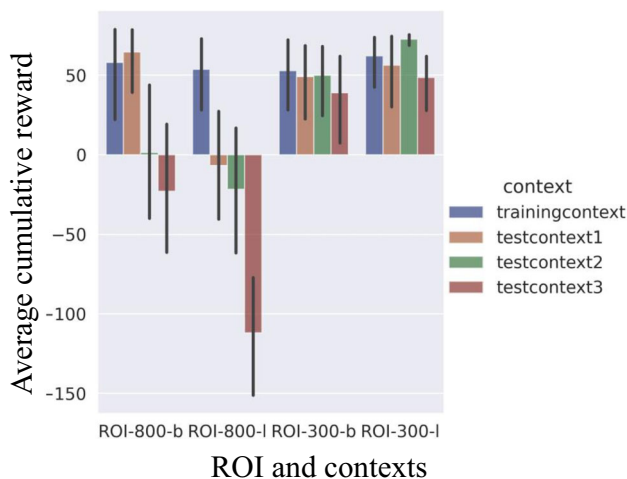 Average cumulative reward
50
0
−50
−100
−150
ROI-800-b ROI-800-l ROI-300-b ROI-300-l
ROI and contexts
context
trainingcontext
testcontext1
testcontext2
testcontext3